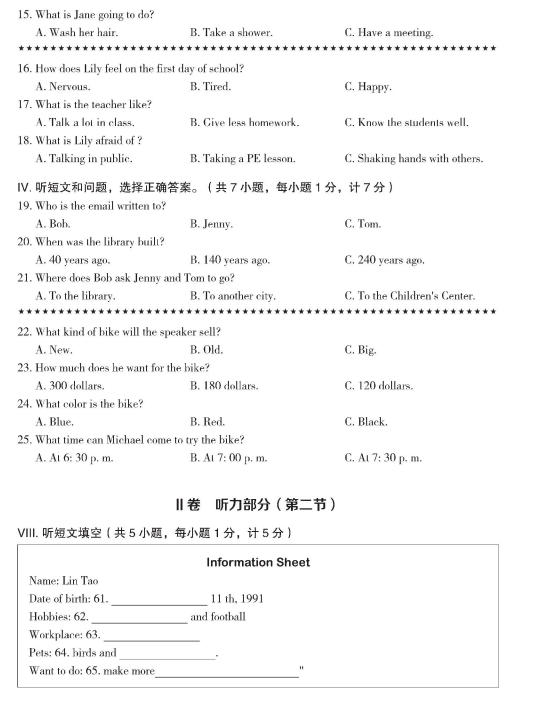 15. What is Jane going to do?
A. Wash her hair. B. Take a shower. C. Have a meeting.
★★★★★★★★★★★★★★★★★★★★★★★★★★★★★★★★★★★★★★★★★★★★★★★★★★★★★★★★★★★★
16. How does Lily feel on the first day of school?
A. Nervous. B. Tired. C. Happy.
17. What is the teacher like?
A. Talk a lot in class. B. Give less homework. C. Know the students well.
18. What is Lily afraid of ?
A. Talking in public. B. Taking a PE lesson. C. Shaking hands with others.
IV. 听短文和问题，选择正确答案。（共 7 小题，每小题 1 分，计 7 分）
19. Who is the email written to?
A. Bob. B. Jenny. C. Tom.
20. When was the library built?
A. 40 years ago. B. 140 years ago. C. 240 years ago.
21. Where does Bob ask Jenny and Tom to go?
A. To the library. B. To another city. C. To the Children's Center.
★★★★★★★★★★★★★★★★★★★★★★★★★★★★★★★★★★★★★★★★★★★★★★★★★★★★★★★★★★★★
22. What kind of bike will the speaker sell?
A. New. B. Old. C. Big.
23. How much does he want for the bike?
A. 300 dollars. B. 180 dollars. C. 120 dollars.
24. What color is the bike?
A. Blue. B. Red. C. Black.
25. What time can Michael come to try the bike?
A. At 6: 30 p. m. B. At 7: 00 p. m. C. At 7: 30 p. m.
II 卷 听力部分（第二节）
VIII. 听短文填空（共 5 小题，每小题 1 分，计 5 分）
Information Sheet
Name: Lin Tao
Date of birth: 61. ________________ 11 th, 1991
Hobbies: 62. ________________ and football
Workplace: 63. ________________
Pets: 64. birds and ________________.
Want to do: 65. make more________________________"